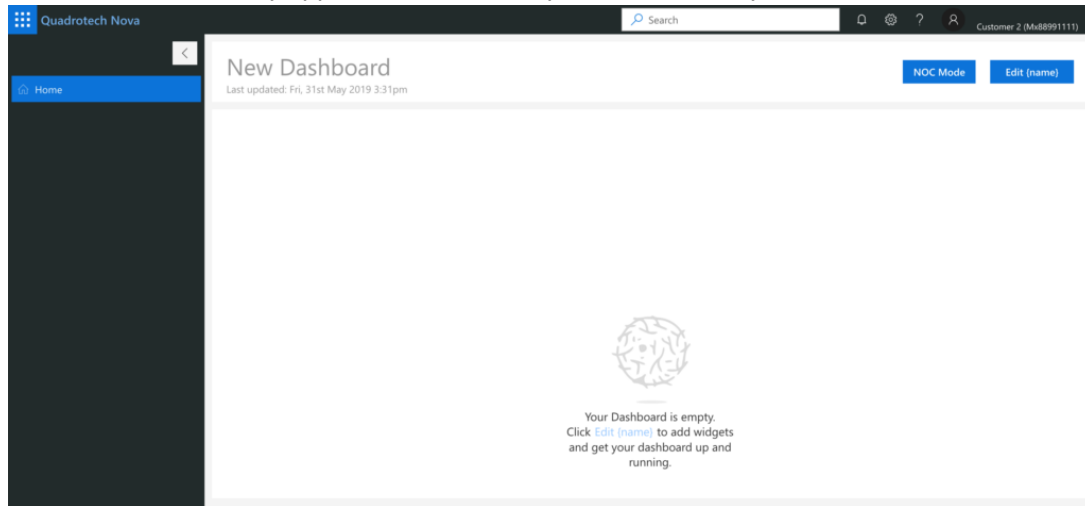 Quadrotech Nova
Search
?
Customer 2 (Mx88991111)
Home
New Dashboard
NOC Mode
Edit {name}
Last updated: Fri, 31st May 2019 3:31pm
Your Dashboard is empty.
Click Edit {name} to add widgets
and get your dashboard up and
running.